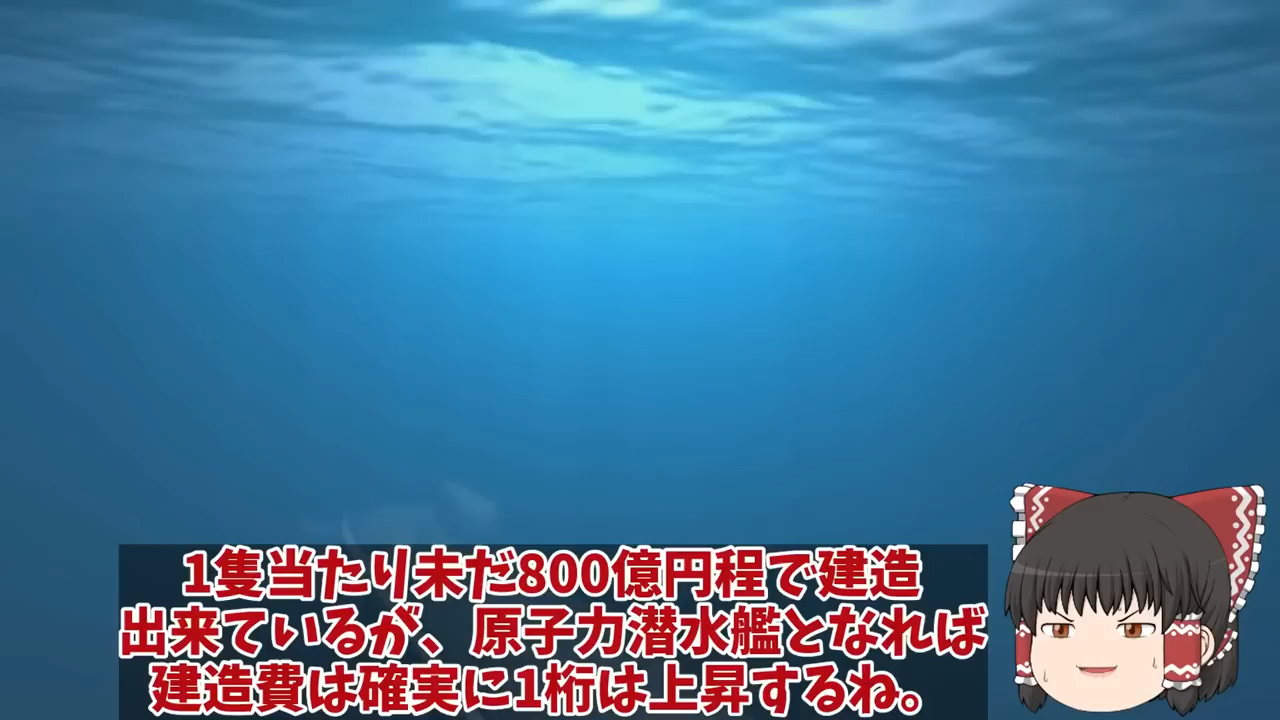 1隻当たり未だ800億円程で建造
出来ているが、原子力潜水艦となれば
建造費は確実に1桁は上昇するね。